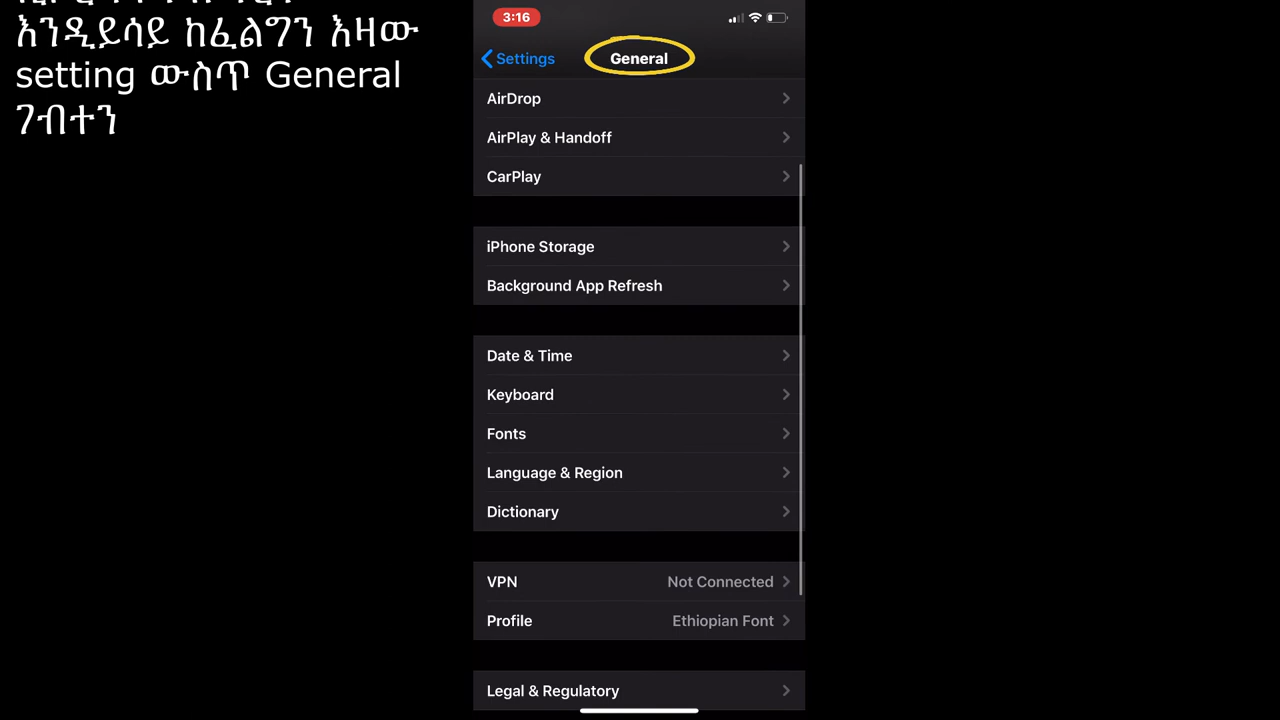 እንዲይሳይ ከፈልግን እዛው
setting ውስጥ General
ገብተን
3:16
Settings
General
AirDrop
AirPlay & Handoff
CarPlay
iPhone Storage
Background App Refresh
Date & Time
Keyboard
Fonts
Language & Region
Dictionary
VPN Not Connected
Profile Ethiopian Font
Legal & Regulatory